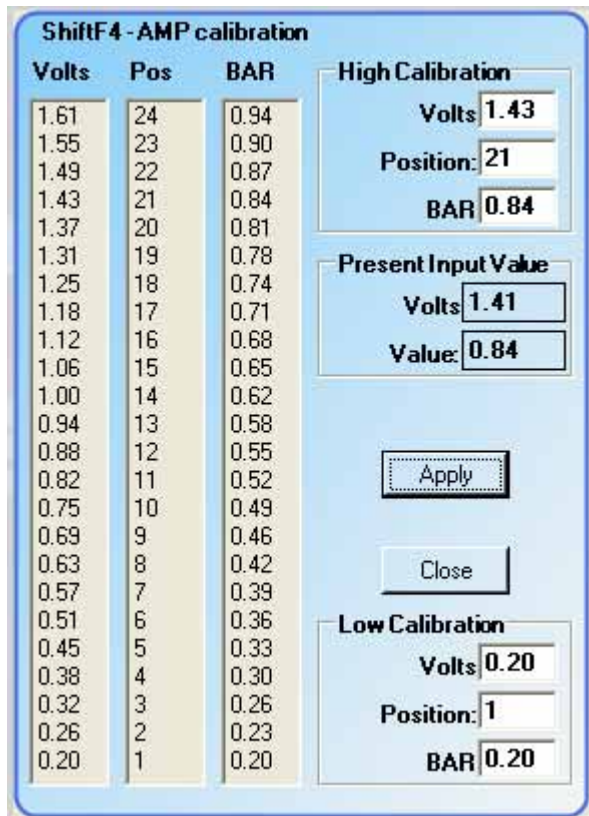 ShiftF4 - AMP calibration
Volts Pos BAR
1.61 24 0.94
1.55 23 0.90
1.49 22 0.87
1.43 21 0.84
1.37 20 0.81
1.31 19 0.78
1.25 18 0.74
1.18 17 0.71
1.12 16 0.68
1.06 15 0.65
1.00 14 0.62
0.94 13 0.58
0.88 12 0.55
0.82 11 0.52
0.75 10 0.49
0.69 9 0.46
0.63 8 0.42
0.57 7 0.39
0.51 6 0.36
0.45 5 0.33
0.38 4 0.30
0.32 3 0.26
0.26 2 0.23
0.20 1 0.20
High Calibration
Volts 1.43
Position: 21
BAR 0.84
Present Input Value
Volts 1.41
Value: 0.84
Apply
Close
Low Calibration
Volts 0.20
Position: 1
BAR 0.20